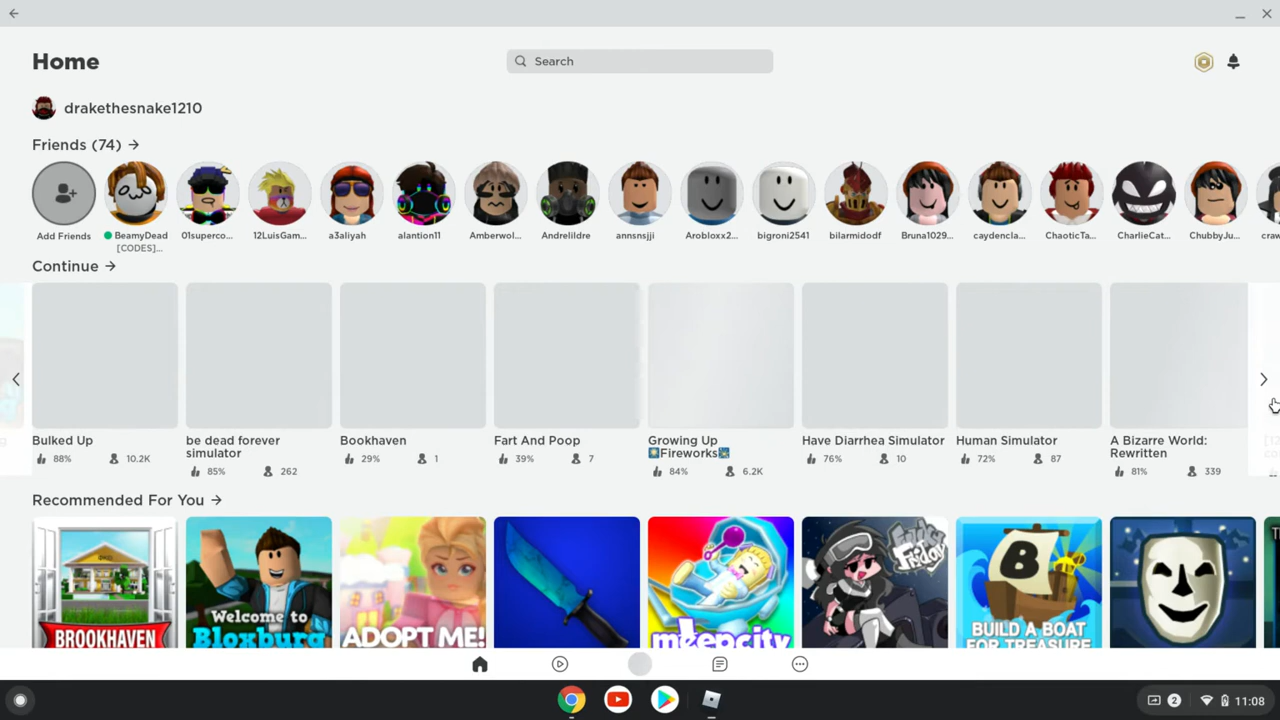 Home
Search
drakethesnake1210
Friends (74)
Add Friends
BeamyDead
[CODES]...
01superco...
12LuisGam...
a3aliyah
alantion11
Amberwol...
Andrelildre
annsnsjji
Arobloxx2...
bigroni2541
bilarmidodf
Bruna1029...
caydencla...
ChaoticTa...
CharlieCat...
ChubbyJu...
craw
Continue
Bulked Up
88% 10.2K
be dead forever
simulator
85% 262
Bookhaven
29% 1
Fart And Poop
39% 7
Growing Up
Fireworks
84% 6.2K
Have Diarrhea Simulator
76% 10
Human Simulator
72% 87
A Bizarre World:
Rewritten
81% 339
Recommended For You
BROOKHAVEN
Welcome to
Bloxburg
ADOPT ME!
meepcity
Friday
B
BUILD A BOAT
FOR TREASURE
2
11:08